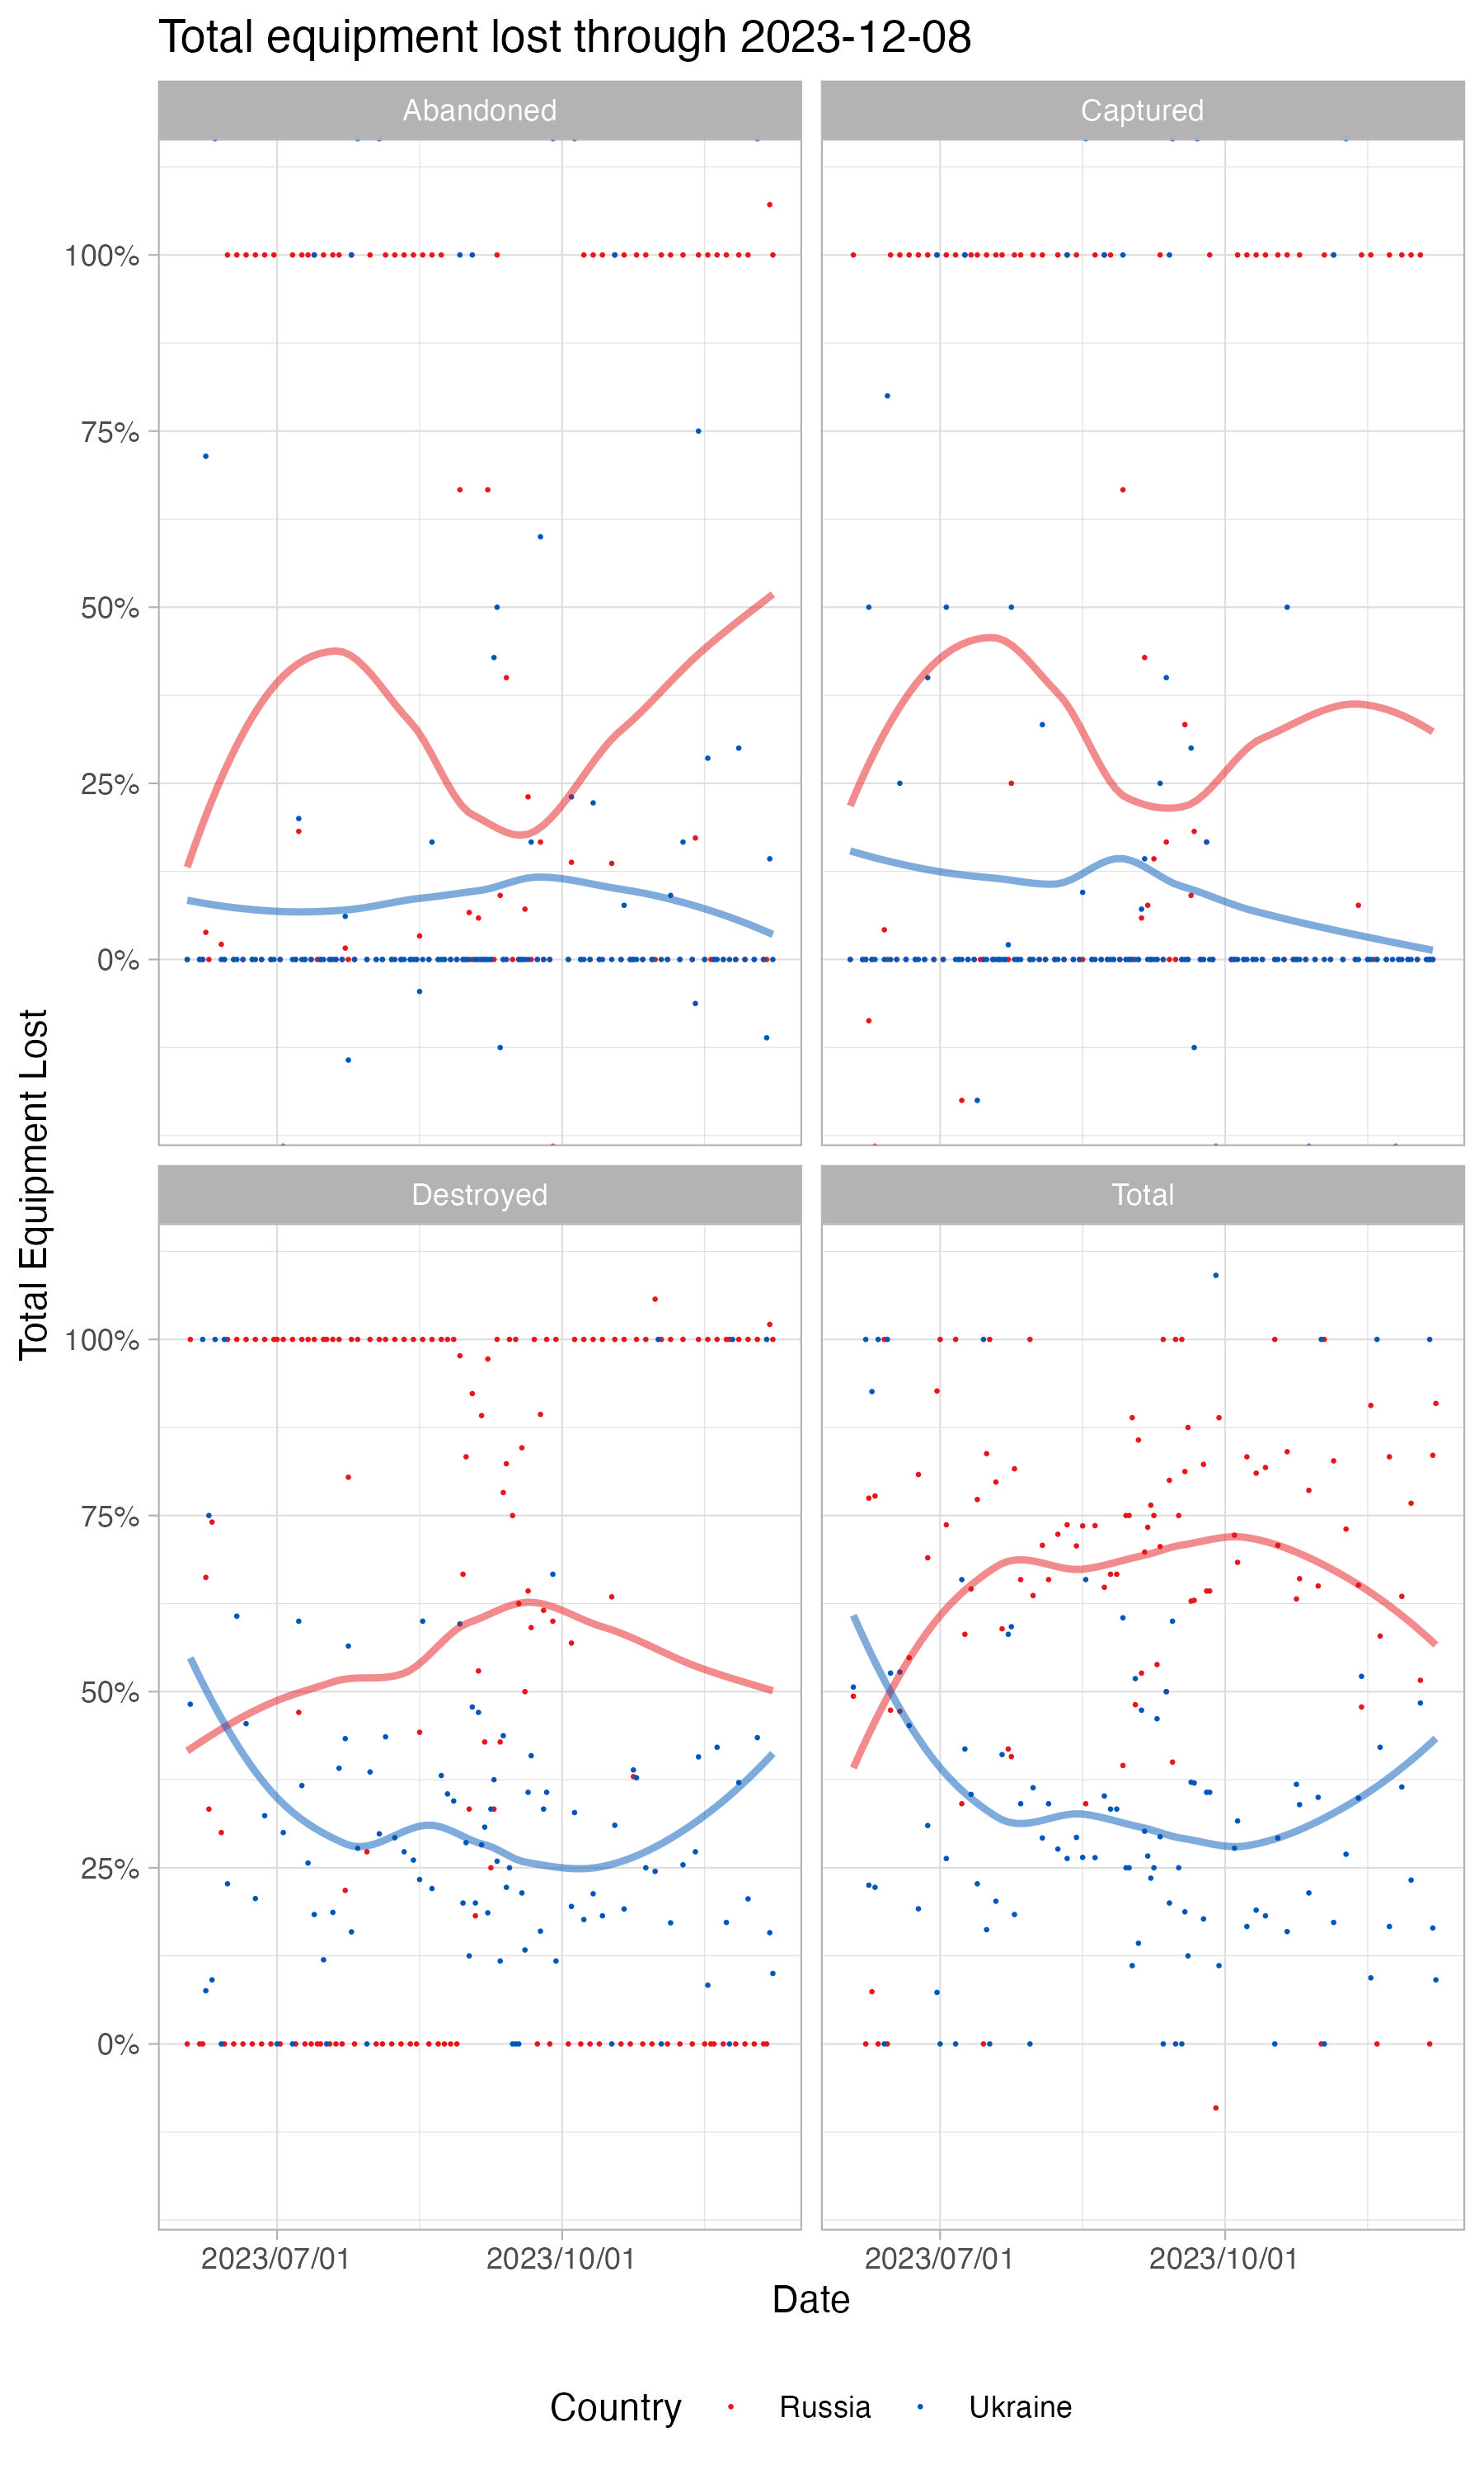 Total equipment lost through 2023-12-08
Abandoned
Captured
100%
75%
50%
25%
0%
Destroyed
Total
100%
75%
50%
25%
0%
Total Equipment Lost
2023/07/01
2023/10/01
2023/07/01
2023/10/01
Date
Country
Russia
Ukraine